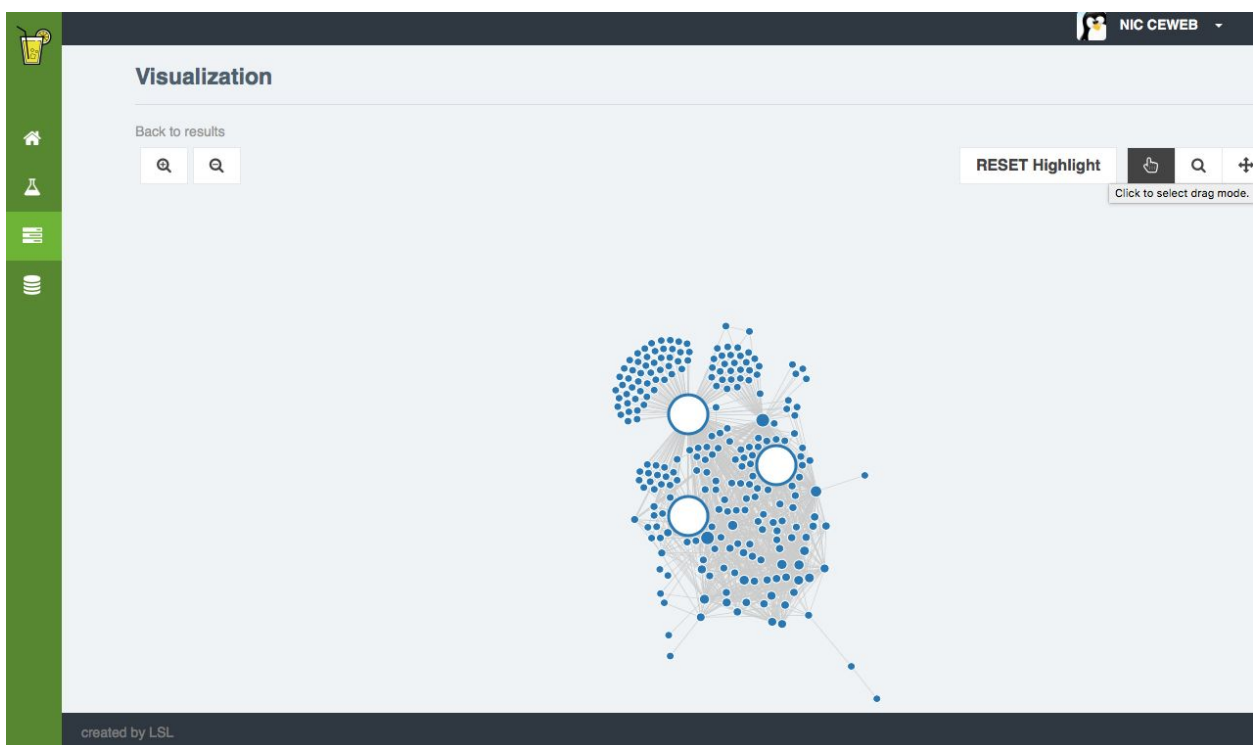 NIC CEWEB
Visualization
Back to results
RESET Highlight
Click to select drag mode.
created by LSL